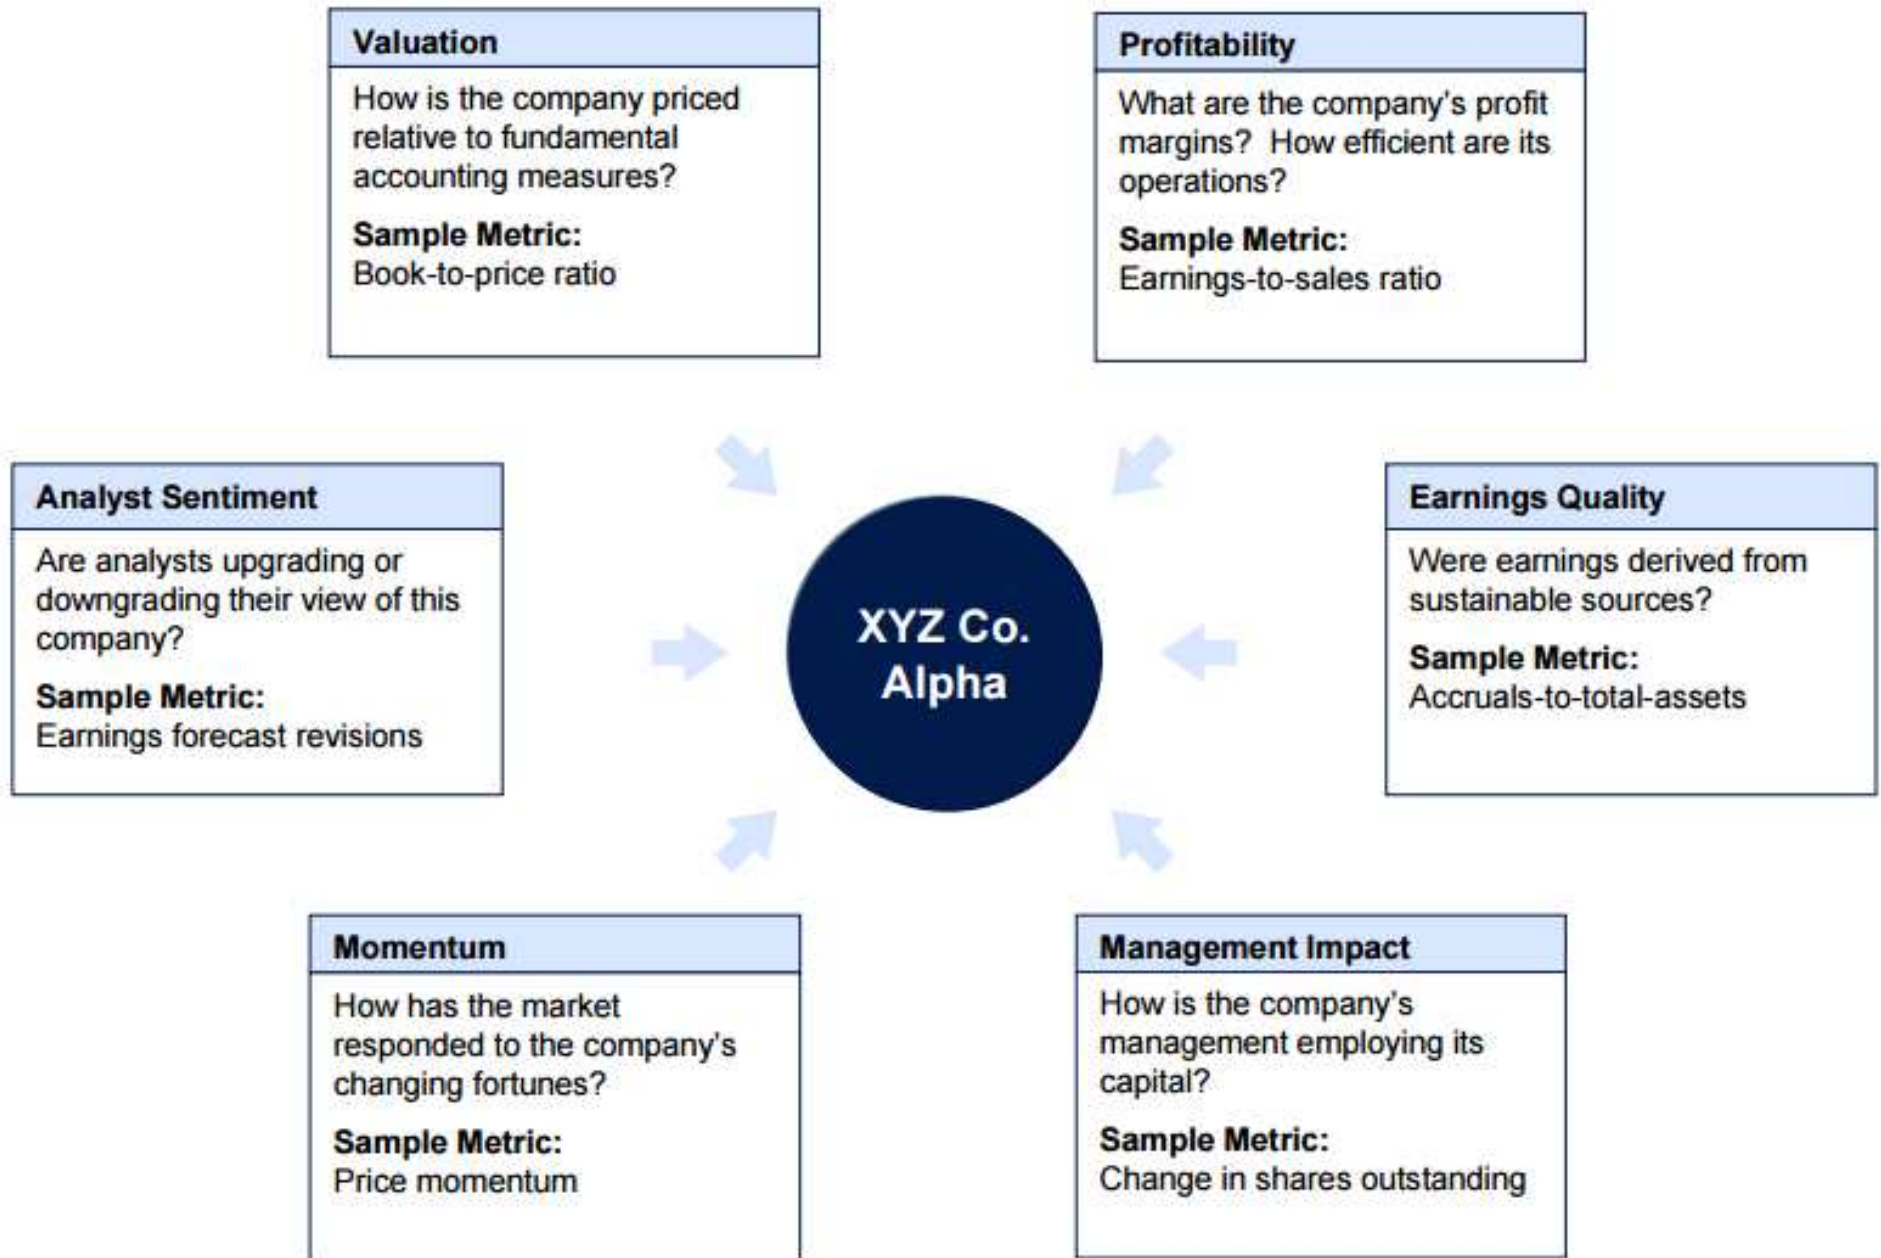 Valuation
How is the company priced
relative to fundamental
accounting measures?
Sample Metric:
Book-to-price ratio
Profitability
What are the company's profit
margins?  How efficient are its
operations?
Sample Metric:
Earnings-to-sales ratio
Analyst Sentiment
Are analysts upgrading or
downgrading their view of this
company?
Sample Metric:
Earnings forecast revisions
XYZ Co.
Alpha
Earnings Quality
Were earnings derived from
sustainable sources?
Sample Metric:
Accruals-to-total-assets
Momentum
How has the market
responded to the company's
changing fortunes?
Sample Metric:
Price momentum
Management Impact
How is the company's
management employing its
capital?
Sample Metric:
Change in shares outstanding